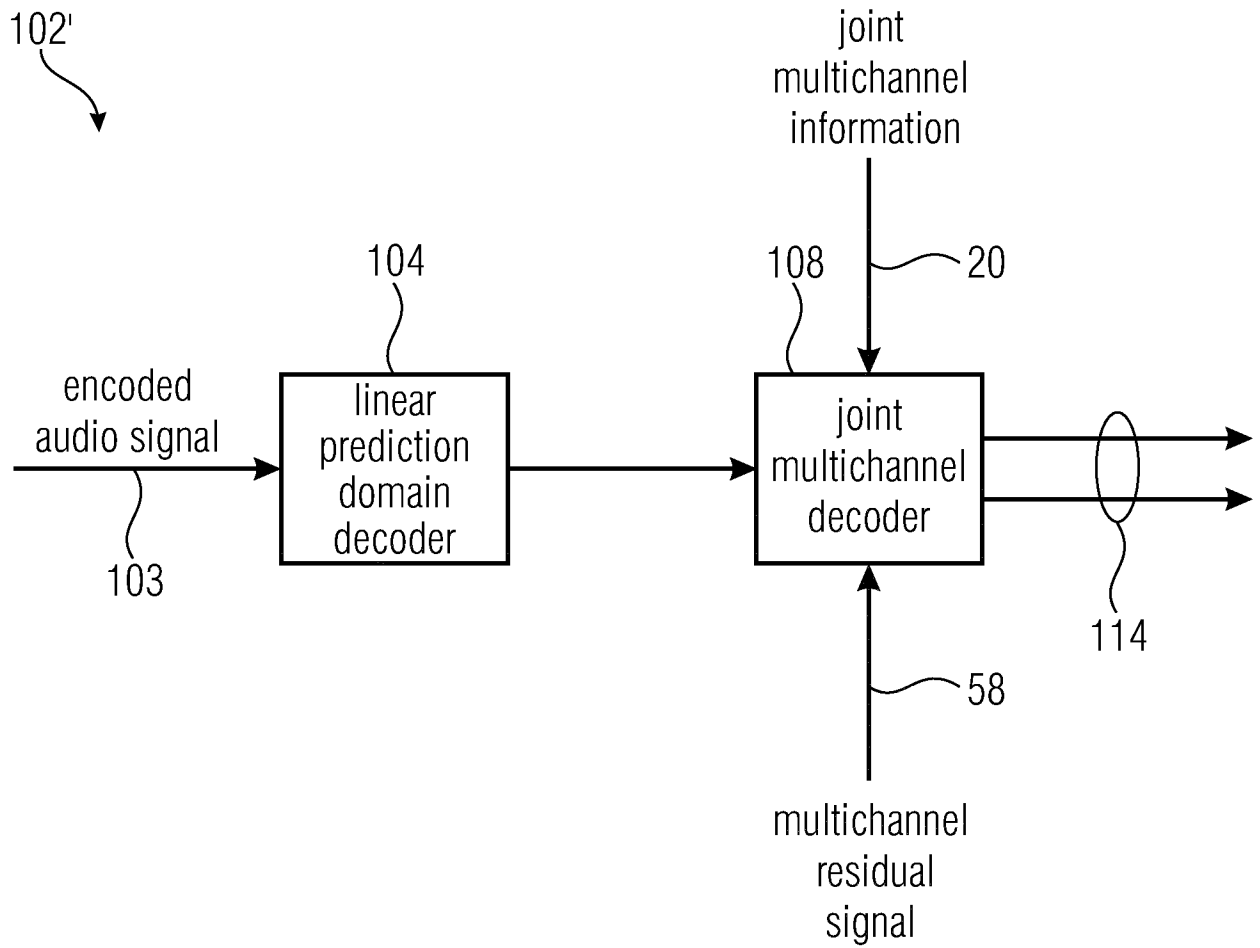 102'
joint
multichannel
information
104
108
20
encoded
audio signal
linear
prediction
domain
decoder
joint
multichannel
decoder
103
114
58
multichannel
residual
signal